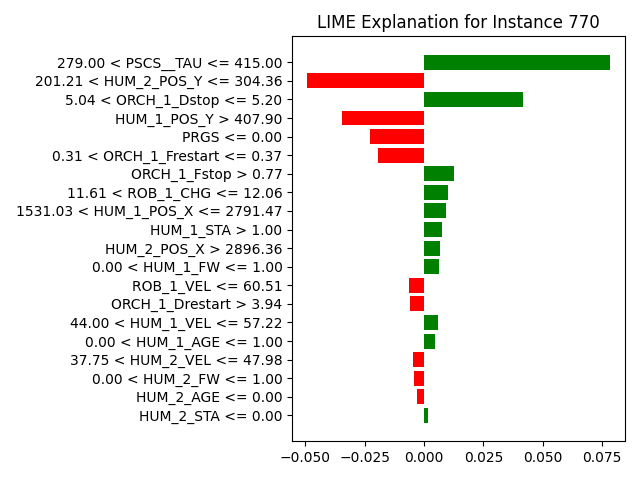 LIME Explanation for Instance 770
279.00 < PSCS__TAU <= 415.00
201.21 < HUM_2_POS_Y <= 304.36
5.04 < ORCH_1_Dstop <= 5.20
HUM_1_POS_Y > 407.90
PRGS <= 0.00
0.31 < ORCH_1_Frestart <= 0.37
ORCH_1_Fstop > 0.77
11.61 < ROB_1_CHG <= 12.06
1531.03 < HUM_1_POS_X <= 2791.47
HUM_1_STA > 1.00
HUM_2_POS_X > 2896.36
0.00 < HUM_1_FW <= 1.00
ROB_1_VEL <= 60.51
ORCH_1_Drestart > 3.94
44.00 < HUM_1_VEL <= 57.22
0.00 < HUM_1_AGE <= 1.00
37.75 < HUM_2_VEL <= 47.98
0.00 < HUM_2_FW <= 1.00
HUM_2_AGE <= 0.00
HUM_2_STA <= 0.00
−0.050 −0.025 0.000 0.025 0.050 0.075